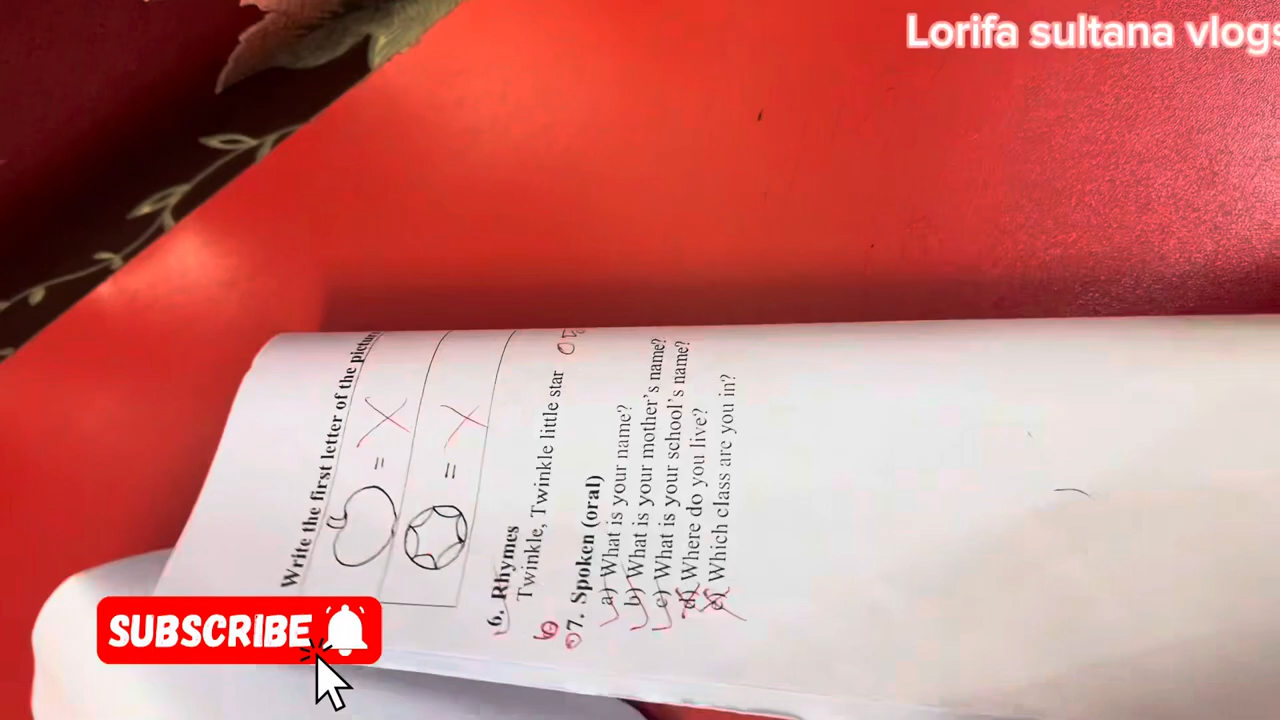 Lorifa sultana vlogs
Write the first letter of the
= X
= X
6. Rhymes
Twinkle, Twinkle little star
7. Spoken (oral)
a) What is your name?
b) What is your mother's name?
c) What is your school's name?
d) Where do you live?
e) Which class are you in?
SUBSCRIBE